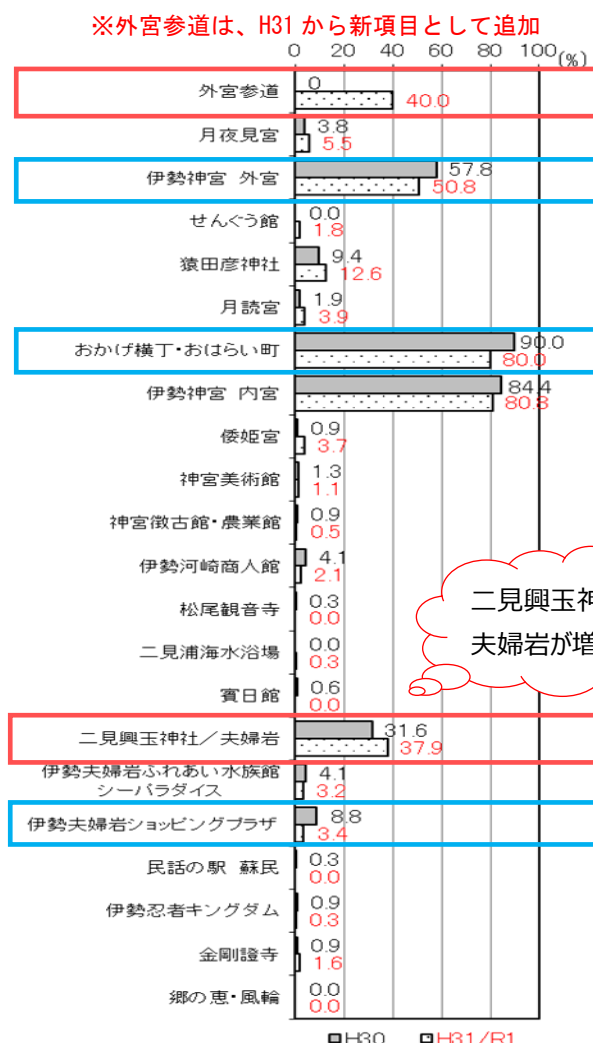 ※外宮参道は、H31 から新項目として追加
0 20 40 60 80 100 (%)
外宮参道 0
40.0
月夜見宮 3.8
5.5
伊勢神宮 外宮 57.8
50.8
せんぐう館 0.0
1.8
猿田彦神社 9.4
12.6
月読宮 1.9
3.9
おかげ横丁・おはらい町 90.0
80.0
伊勢神宮 内宮 84.4
80.8
倭姫宮 0.9
3.7
神宮美術館 1.3
1.1
神宮徴古館・農業館 0.9
0.5
伊勢河崎商人館 4.1
2.1
松尾観音寺 0.3
0.0
二見興玉神
夫婦岩が増
二見浦海水浴場 0.0
0.3
賓日館 0.6
0.0
二見興玉神社／夫婦岩 31.6
37.9
伊勢夫婦岩ふれあい水族館
シーパラダイス 4.1
3.2
伊勢夫婦岩ショッピングプラザ 8.8
3.4
民話の駅 蘇民 0.3
0.0
伊勢忍者キングダム 0.9
0.3
金剛證寺 0.9
1.6
郷の恵・風輪 0.0
0.0
H30 H31/R1